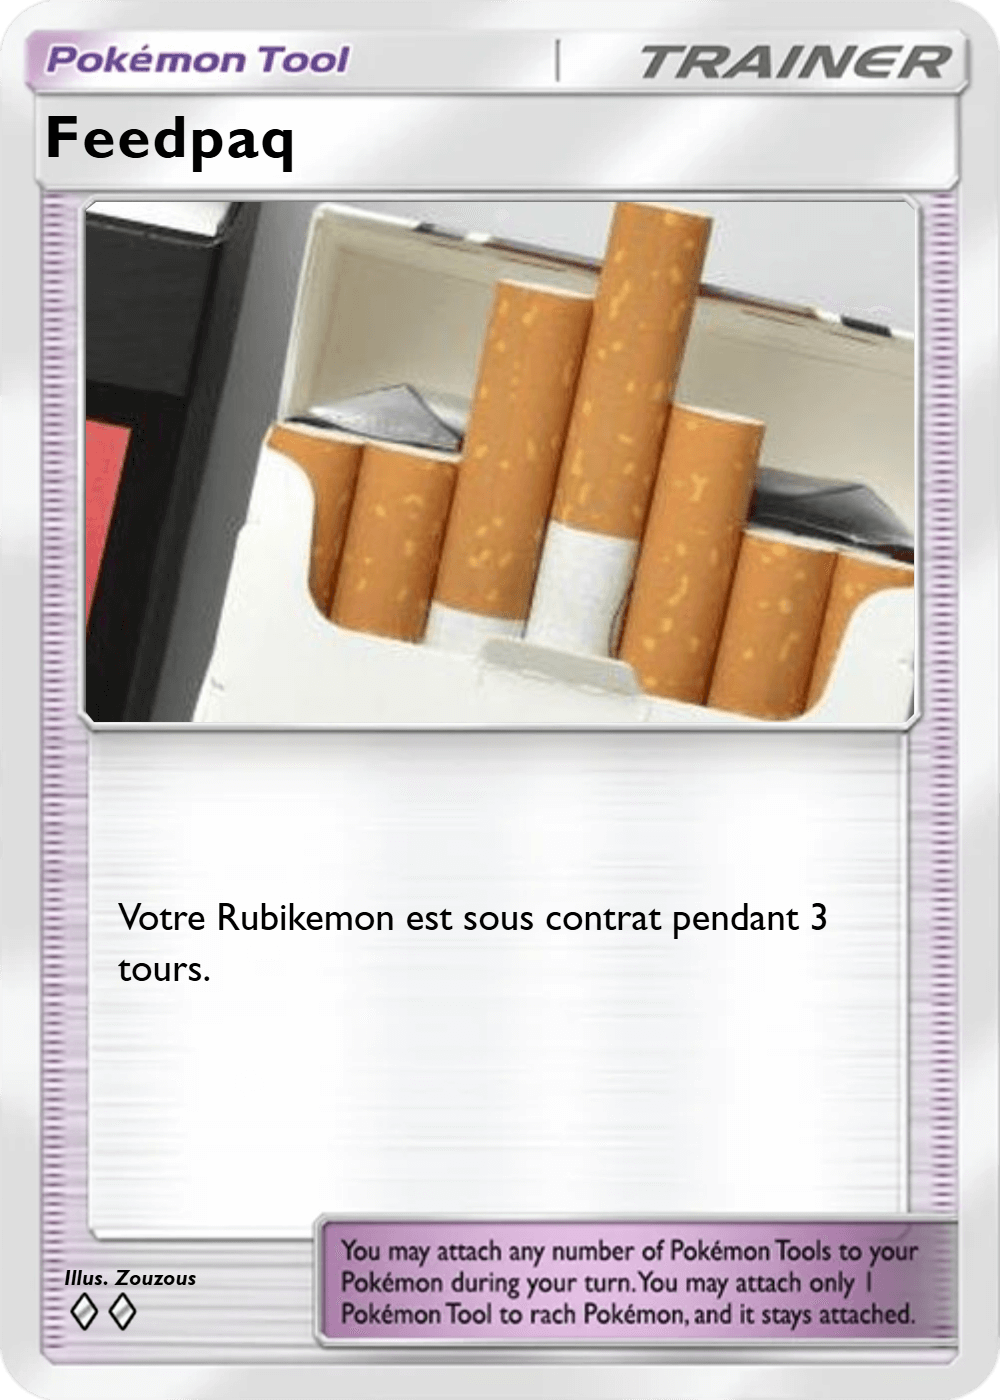 Pokémon Tool
TRAINER
Feedpaq
Votre Rubikemon est sous contrat pendant 3
tours.
You may attach any number of Pokémon Tools to your
Pokémon during your turn. You may attach only 1
Pokémon Tool to rach Pokémon, and it stays attached.
Illus. Zouzous